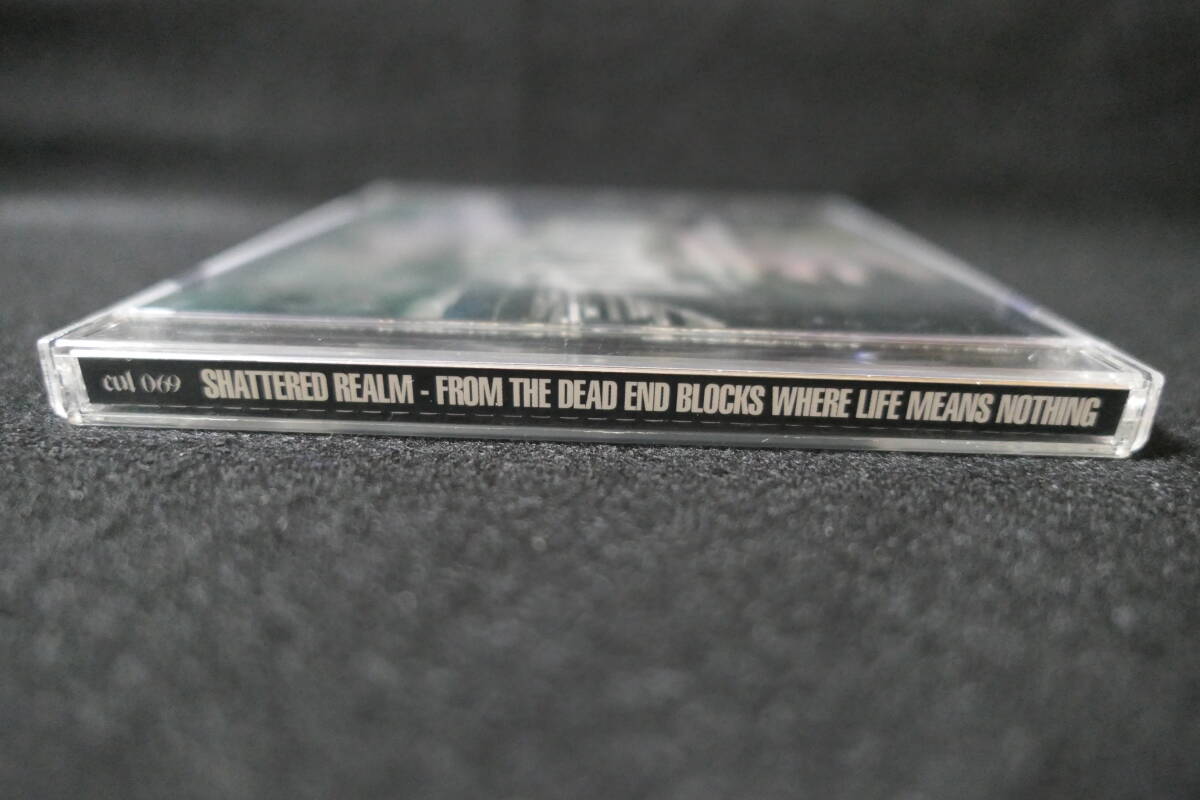 cul 069 SHATTERED REALM - FROM THE DEAD END BLOCKS WHERE LIFE MEANS NOTHING